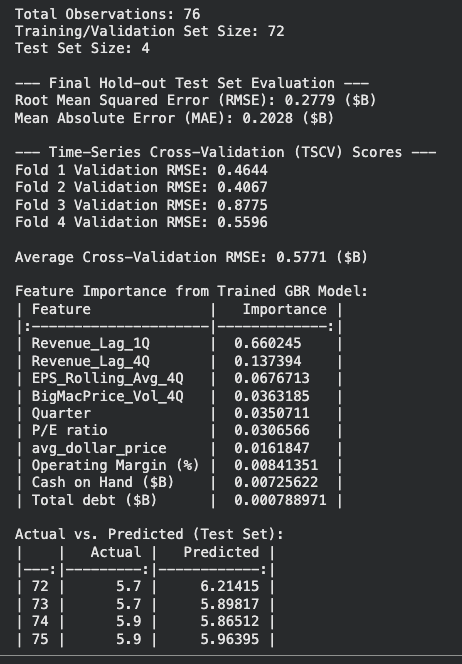 Total Observations: 76
Training/Validation Set Size: 72
Test Set Size: 4
--- Final Hold-out Test Set Evaluation ---
Root Mean Squared Error (RMSE): 0.2779 ($B)
Mean Absolute Error (MAE): 0.2028 ($B)
--- Time-Series Cross-Validation (TSCV) Scores ---
Fold 1 Validation RMSE: 0.4644
Fold 2 Validation RMSE: 0.4067
Fold 3 Validation RMSE: 0.8775
Fold 4 Validation RMSE: 0.5596
Average Cross-Validation RMSE: 0.5771 ($B)
Feature Importance from Trained GBR Model:
| Feature              |   Importance |
|:---------------------|-------------:|
| Revenue_Lag_1Q       |  0.660245    |
| Revenue_Lag_4Q       |  0.137394    |
| EPS_Rolling_Avg_4Q   |  0.0676713   |
| BigMacPrice_Vol_4Q   |  0.0363185   |
| Quarter              |  0.0350711   |
| P/E ratio            |  0.0306566   |
| avg_dollar_price     |  0.0161847   |
| Operating Margin (%) |  0.00841351  |
| Cash on Hand ($B)    |  0.00725622  |
| Total debt ($B)      |  0.000788971 |
Actual vs. Predicted (Test Set):
|    |   Actual |   Predicted |
|---:|---------:|------------:|
| 72 |      5.7 |     6.21415 |
| 73 |      5.7 |     5.89817 |
| 74 |      5.9 |     5.86512 |
| 75 |      5.9 |     5.96395 |